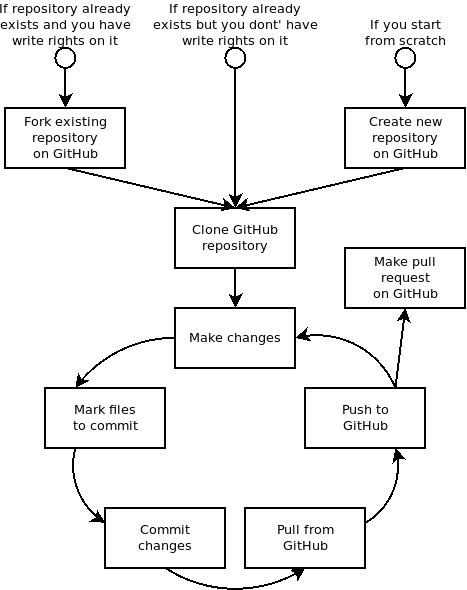 If repository already
exists and you have
write rights on it
If repository already
exists but you dont' have
write rights on it
If you start
from scratch
Fork existing
repository
on GitHub
Create new
repository
on GitHub
Clone GitHub
repository
Make pull
request
on GitHub
Make changes
Mark files
to commit
Push to
GitHub
Commit
changes
Pull from
GitHub